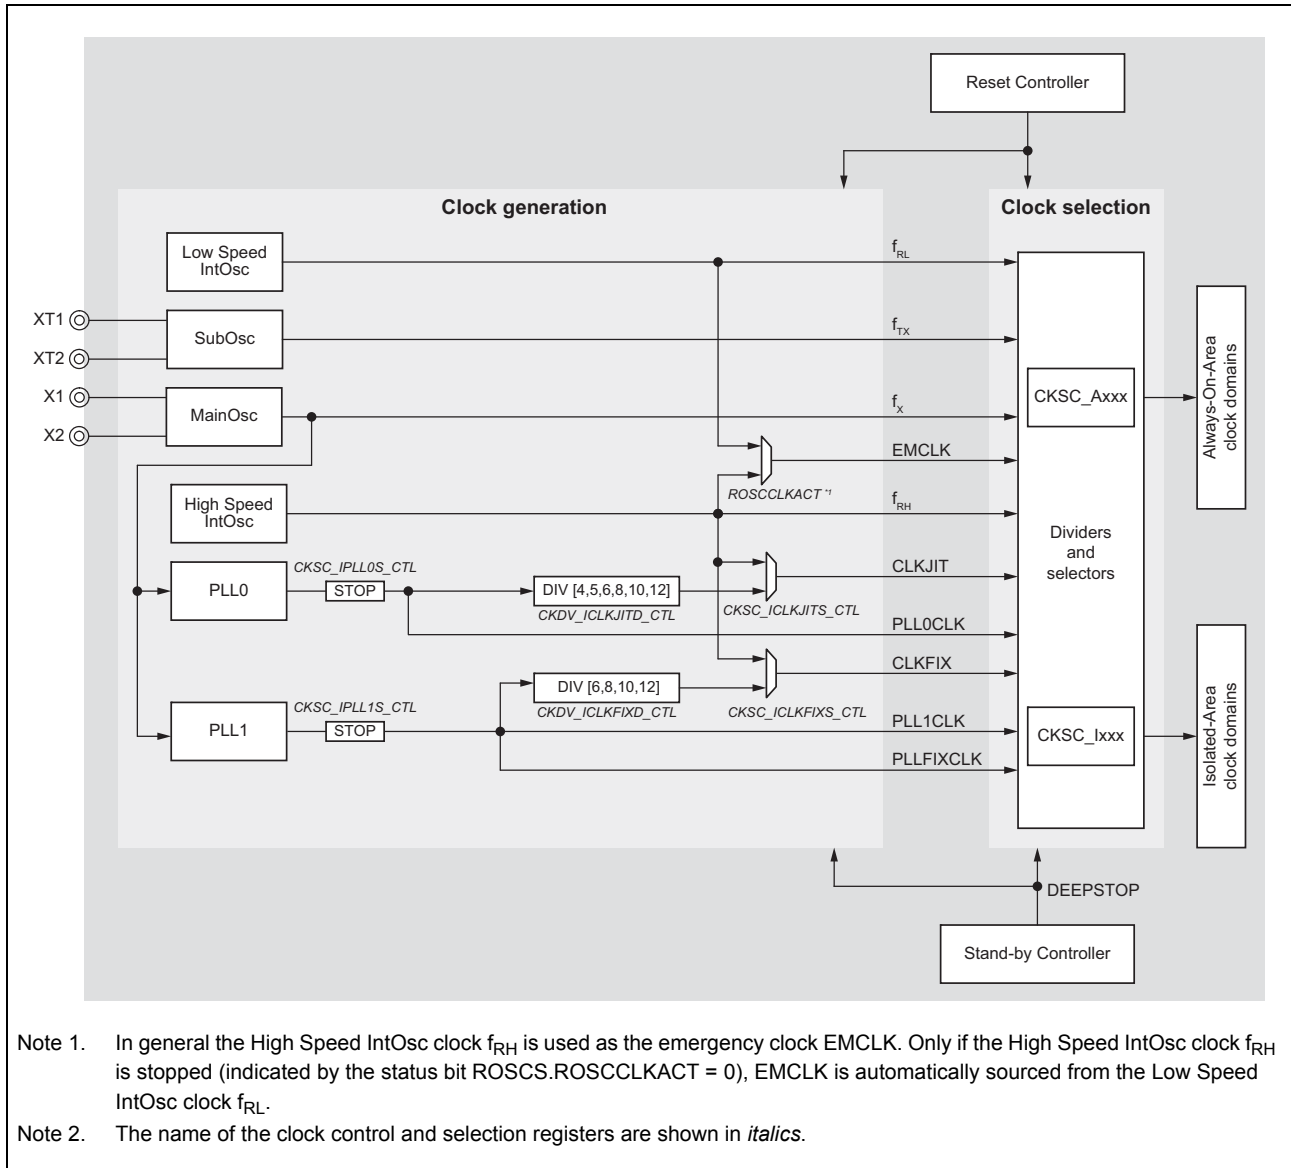 Reset Controller
Clock generation
Clock selection
Low Speed
IntOsc
f_RL
XT1
XT2
SubOsc
f_TX
X1
X2
MainOsc
f_X
CKSC_Axxx
Always-On-Area
clock domains
EMCLK
ROSCCLKACT *1
High Speed
IntOsc
f_RH
Dividers
and
selectors
CKSC_IPLL0S_CTL
PLL0
STOP
DIV [4,5,6,8,10,12]
CKDV_ICLKJITD_CTL
CKSC_ICLKJITS_CTL
CLKJIT
PLL0CLK
CLKFIX
DIV [6,8,10,12]
CKDV_ICLKFIXD_CTL
CKSC_ICLKFIXS_CTL
CKSC_IPLL1S_CTL
PLL1
STOP
PLL1CLK
PLLFIXCLK
CKSC_Ixxx
Isolated-Area
clock domains
DEEPSTOP
Stand-by Controller
Note 1. In general the High Speed IntOsc clock f_RH is used as the emergency clock EMCLK. Only if the High Speed IntOsc clock f_RH
is stopped (indicated by the status bit ROSCS.ROSCCLKACT = 0), EMCLK is automatically sourced from the Low Speed
IntOsc clock f_RL.
Note 2. The name of the clock control and selection registers are shown in italics.